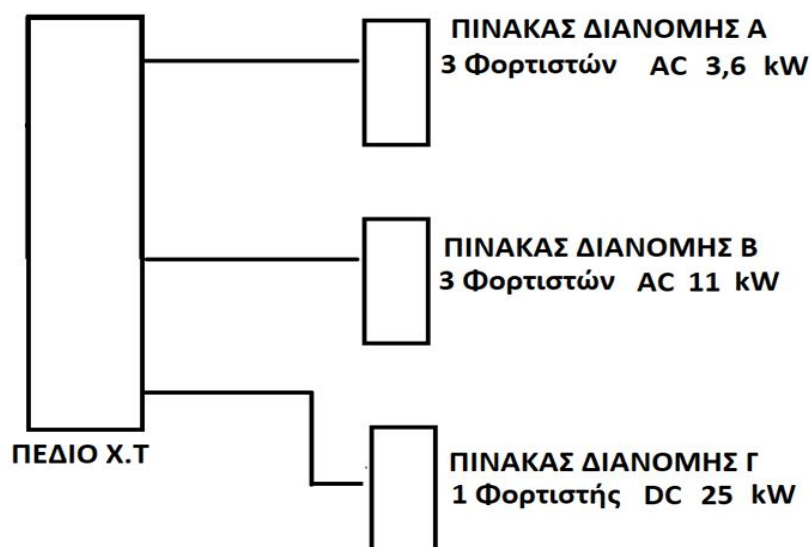 ΠΙΝΑΚΑΣ ΔΙΑΝΟΜΗΣ Α
3 Φορτιστών AC 3,6 kW
ΠΙΝΑΚΑΣ ΔΙΑΝΟΜΗΣ Β
3 Φορτιστών AC 11 kW
ΠΕΔΙΟ Χ.Τ
ΠΙΝΑΚΑΣ ΔΙΑΝΟΜΗΣ Γ
1 Φορτιστής DC 25 kW